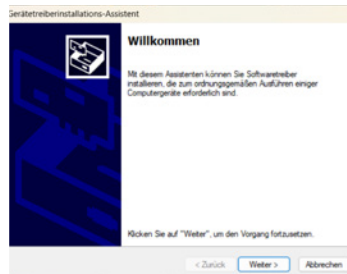 Gerätetreiberinstallations-Assistent
Willkommen
Mit diesem Assistenten können Sie Softwaretreiber
installieren, die zum ordnungsgemäßen Ausführen einiger
Computergeräte erforderlich sind.
Klicken Sie auf "Weiter", um den Vorgang fortzusetzen.
< Zurück
Weiter >
Abbrechen